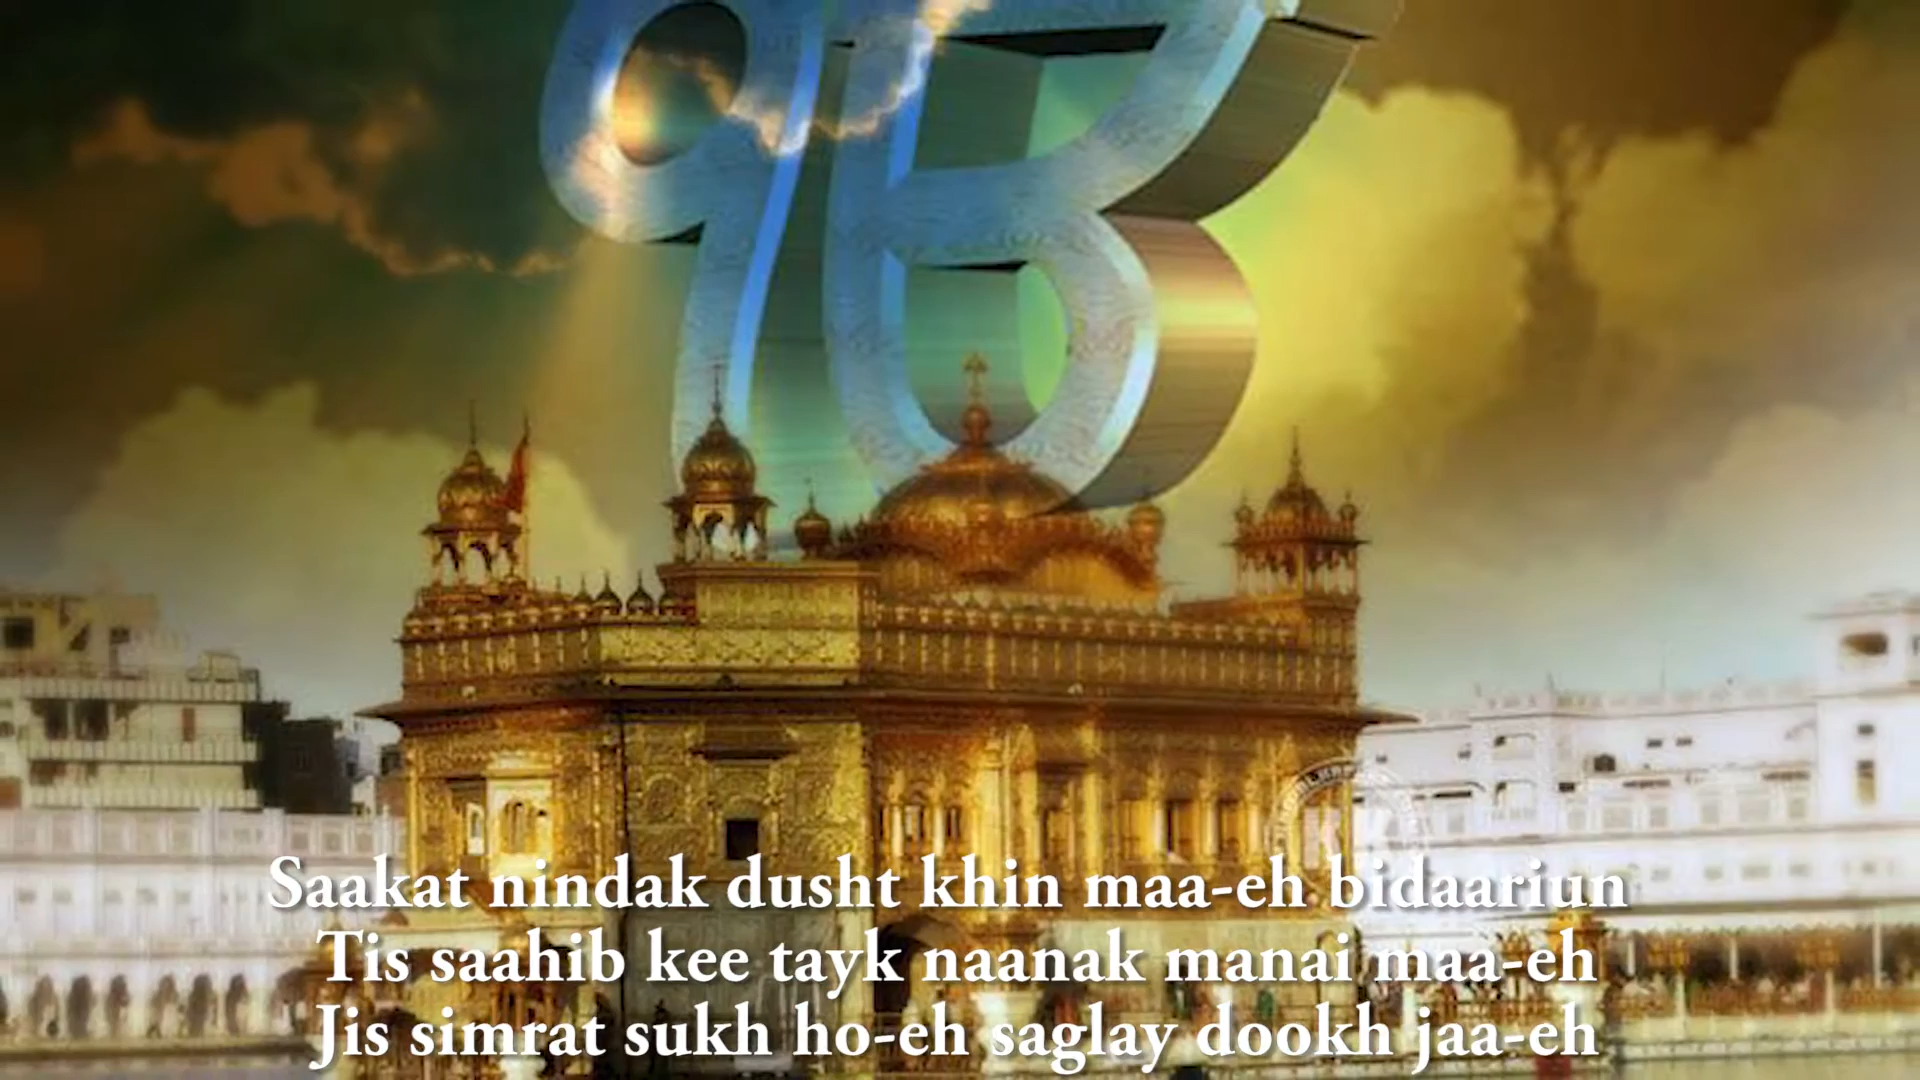 ੴ
Saakat nindak dusht khin maa-eh bidaariun
Tis saahib kee tayk naanak manai maa-eh
Jis simrat sukh ho-eh saglay dookh jaa-eh